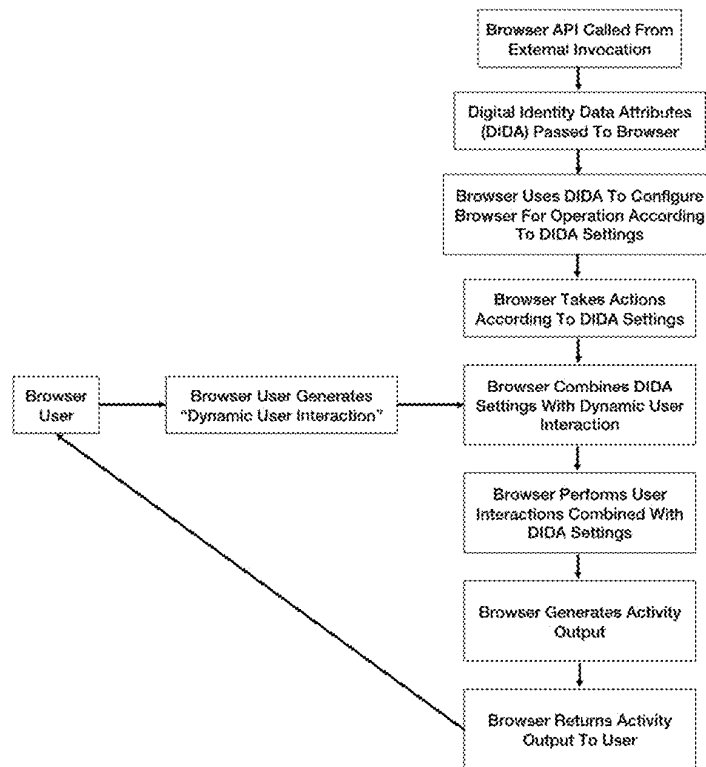 Browser API Called From
External Invocation
Digital Identity Data Attributes
(DIDA) Passed To Browser
Browser Uses DIDA To Configure
Browser For Operation According
To DIDA Settings
Browser Takes Actions
According To DIDA Settings
Browser
User
Browser User Generates
“Dynamic User Interaction”
Browser Combines DIDA
Settings With Dynamic User
Interaction
Browser Performs User
Interactions Combined With
DIDA Settings
Browser Generates Activity
Output
Browser Returns Activity
Output To User